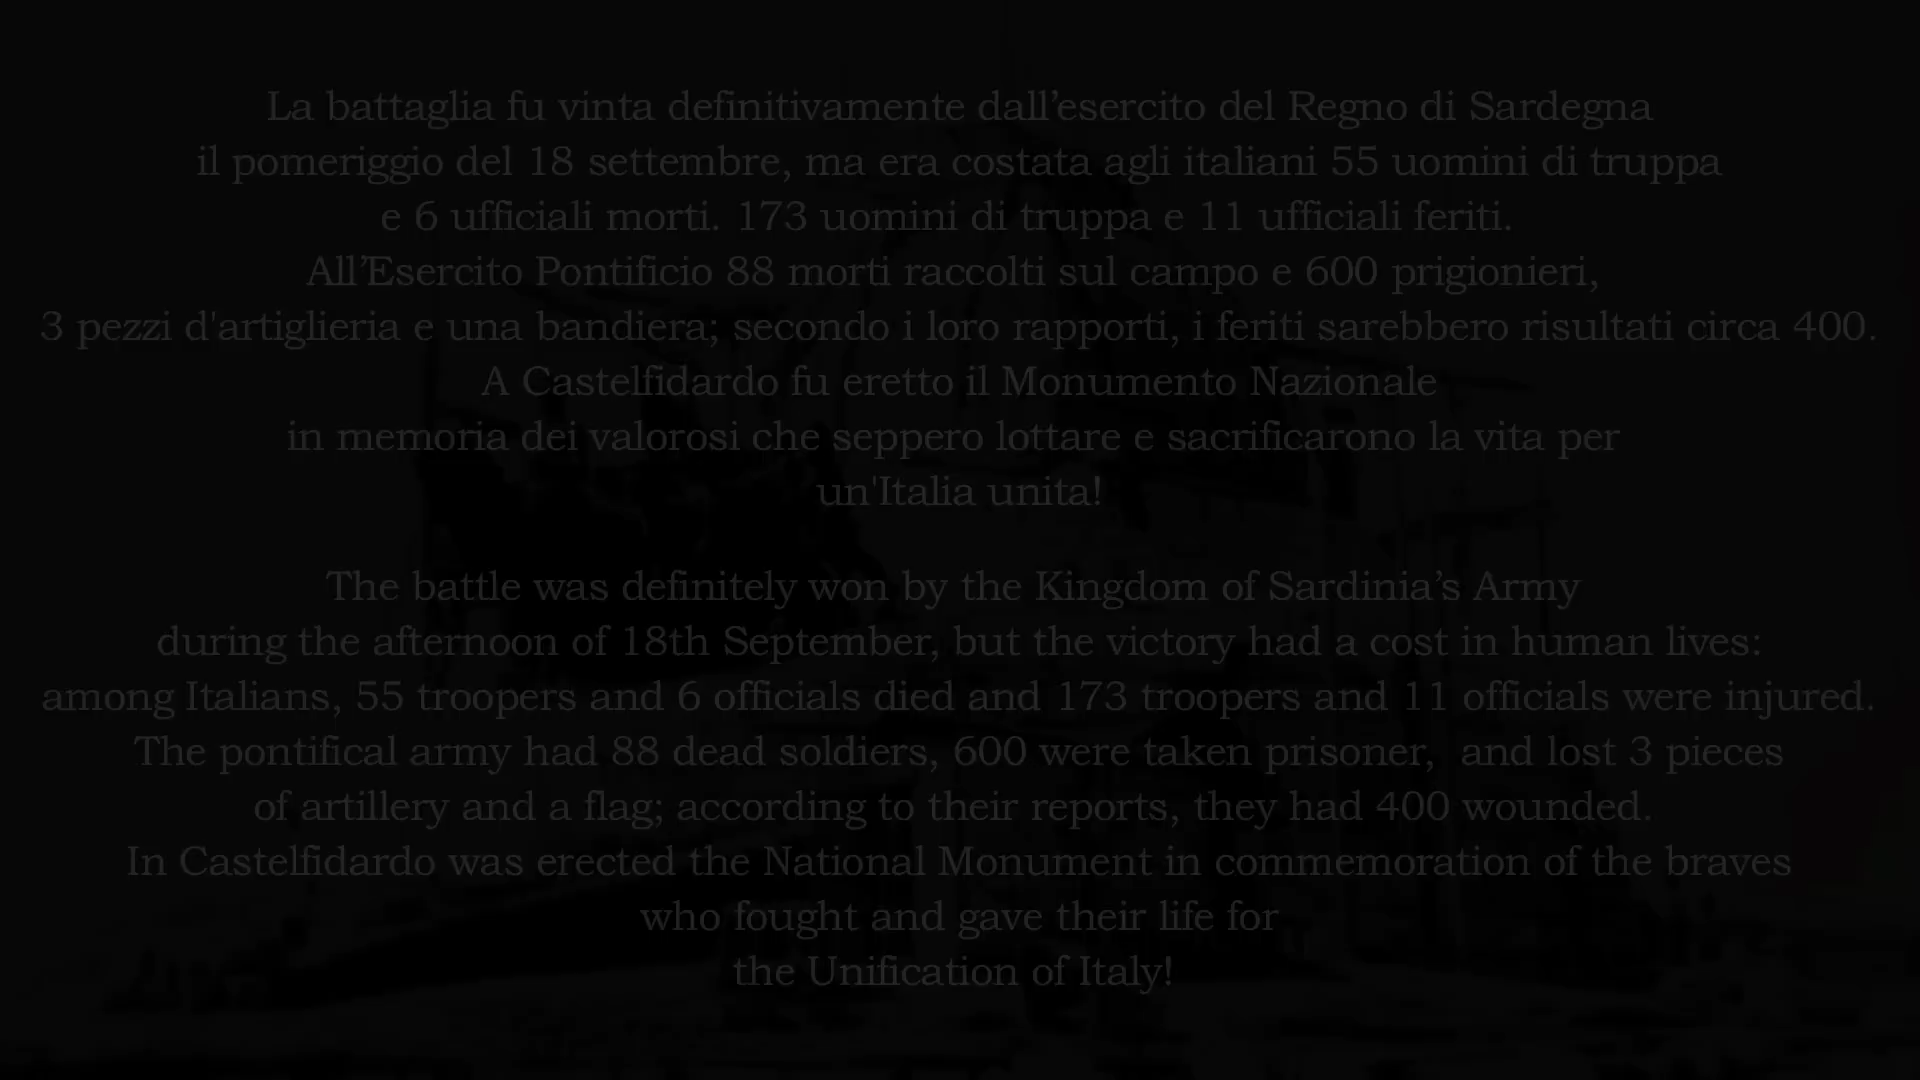 La battaglia fu vinta definitivamente dall’esercito del Regno di Sardegna
il pomeriggio del 18 settembre, ma era costata agli italiani 55 uomini di truppa
e 6 ufficiali morti. 173 uomini di truppa e 11 ufficiali feriti.
All’Esercito Pontificio 88 morti raccolti sul campo e 600 prigionieri,
3 pezzi d'artiglieria e una bandiera; secondo i loro rapporti, i feriti sarebbero risultati circa 400.
A Castelfidardo fu eretto il Monumento Nazionale
in memoria dei valorosi che seppero lottare e sacrificarono la vita per
un'Italia unita!
The battle was definitely won by the Kingdom of Sardinia’s Army
during the afternoon of 18th September, but the victory had a cost in human lives:
among Italians, 55 troopers and 6 officials died and 173 troopers and 11 officials were injured.
The pontifical army had 88 dead soldiers, 600 were taken prisoner,  and lost 3 pieces
of artillery and a flag; according to their reports, they had 400 wounded.
In Castelfidardo was erected the National Monument in commemoration of the braves
who fought and gave their life for
the Unification of Italy!